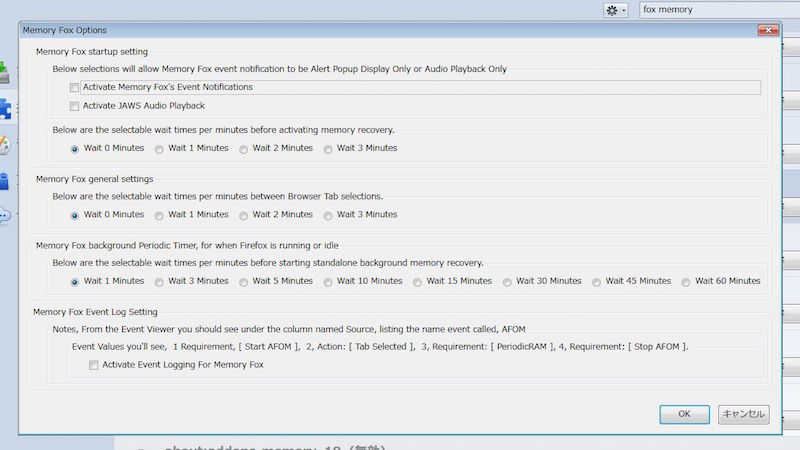 fox memory
Memory Fox Options
Memory Fox startup setting
Below selections will allow Memory Fox event notification to be Alert Popup Display Only or Audio Playback Only
Activate Memory Fox's Event Notifications
Activate JAWS Audio Playback
Below are the selectable wait times per minutes before activating memory recovery.
Wait 0 Minutes Wait 1 Minutes Wait 2 Minutes Wait 3 Minutes
Memory Fox general settings
Below are the selectable wait times per minutes between Browser Tab selections.
Wait 0 Minutes Wait 1 Minutes Wait 2 Minutes Wait 3 Minutes
Memory Fox background Periodic Timer, for when Firefox is running or idle
Below are the selectable wait times per minutes before starting standalone background memory recovery.
Wait 1 Minutes Wait 3 Minutes Wait 5 Minutes Wait 10 Minutes Wait 15 Minutes Wait 30 Minutes Wait 45 Minutes Wait 60 Minutes
Memory Fox Event Log Setting
Notes, From the Event Viewer you should see under the column named Source, listing the name event called, AFOM
Event Values you'll see, 1 Requirement, [ Start AFOM ], 2, Action: [ Tab Selected ], 3, Requirement: [ PeriodicRAM ], 4, Requirement: [ Stop AFOM ].
Activate Event Logging For Memory Fox
OK キャンセル